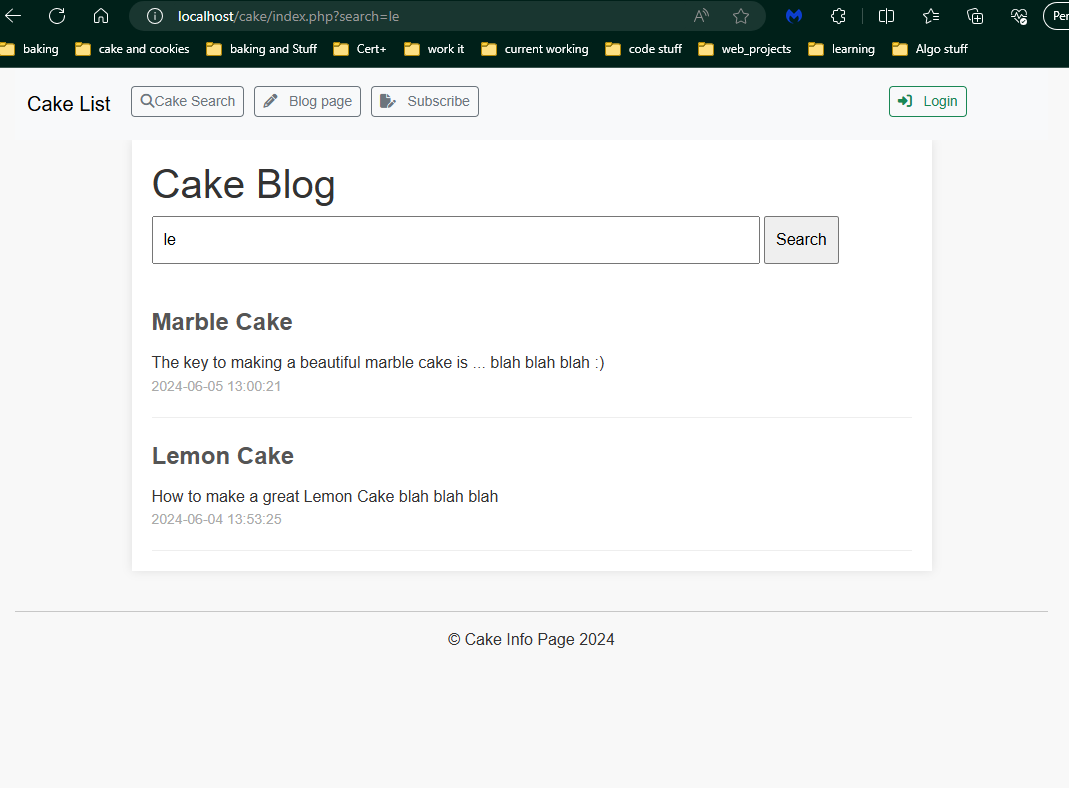 localhost/cake/index.php?search=le
baking cake and cookies baking and Stuff Cert+ work it current working code stuff web_projects learning Algo stuff
Cake List Cake Search Blog page Subscribe Login
Cake Blog
le Search
Marble Cake
The key to making a beautiful marble cake is ... blah blah blah :)
2024-06-05 13:00:21
Lemon Cake
How to make a great Lemon Cake blah blah blah
2024-06-04 13:53:25
© Cake Info Page 2024